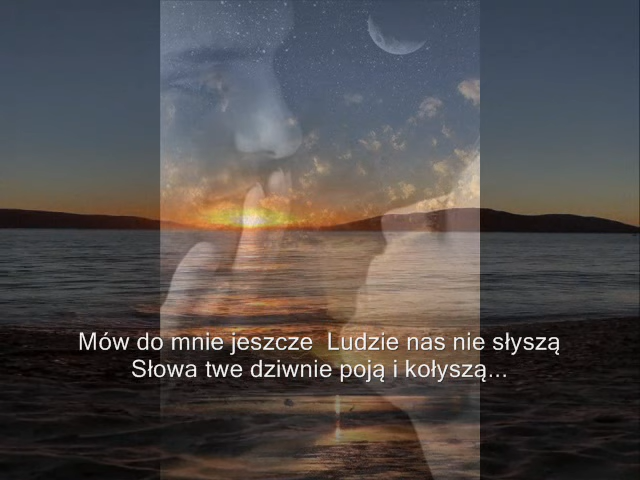 Mów do mnie jeszcze  Ludzie nas nie słyszą
Słowa twe dziwnie poją i kołyszą...